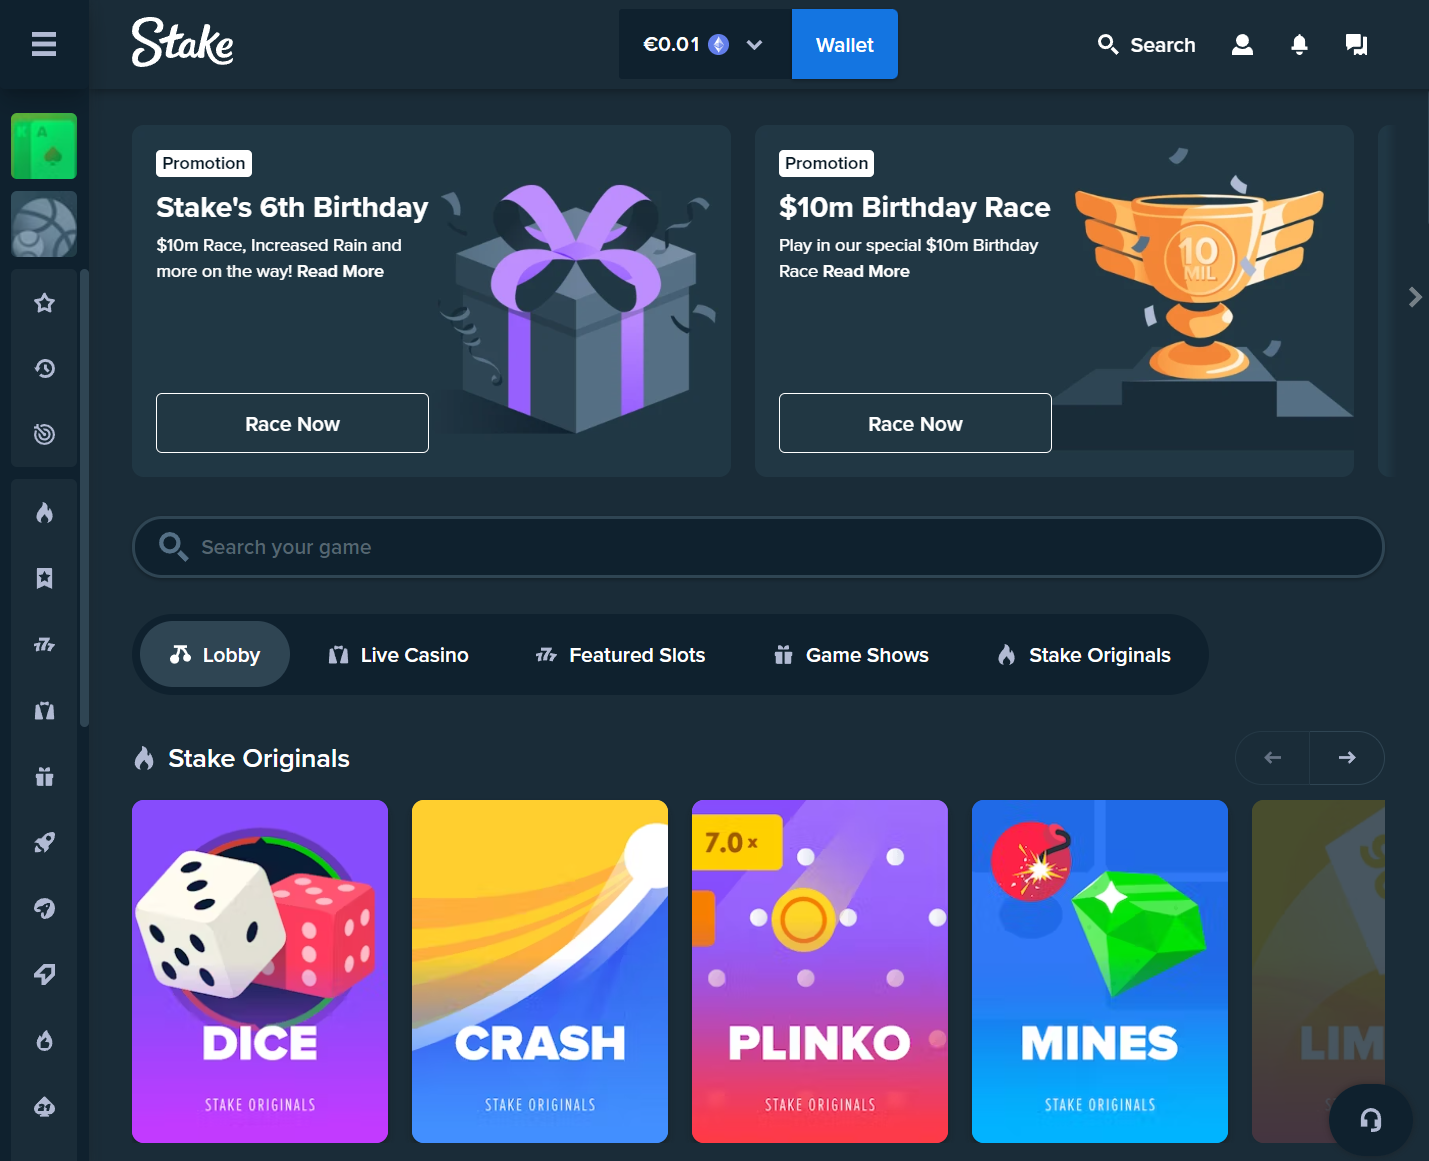 Stake
€0.01
Wallet
Search
K A
Promotion
Stake's 6th Birthday
$10m Race, Increased Rain and
more on the way! Read More
Race Now
Promotion
$10m Birthday Race
Play in our special $10m Birthday
Race Read More
10
MIL
Race Now
Search your game
Lobby
Live Casino
Featured Slots
Game Shows
Stake Originals
Stake Originals
DICE
STAKE ORIGINALS
CRASH
STAKE ORIGINALS
7.0×
PLINKO
STAKE ORIGINALS
MINES
STAKE ORIGINALS
LIM
777
21